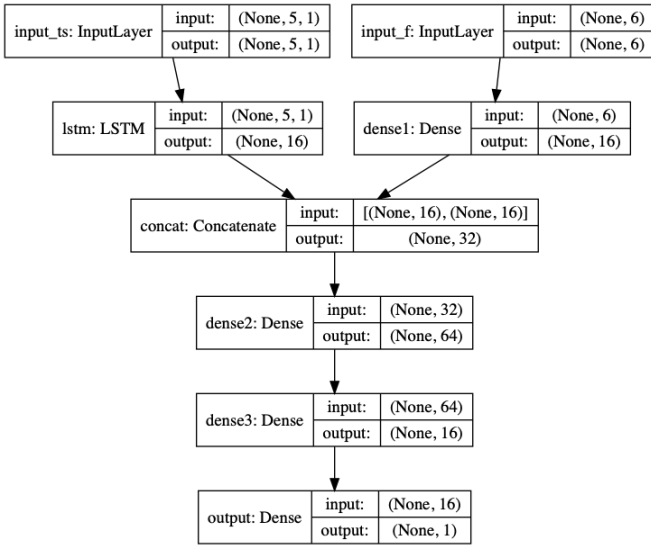 input_ts: InputLayer
input: (None, 5, 1)
output: (None, 5, 1)
input_f: InputLayer
input: (None, 6)
output: (None, 6)
lstm: LSTM
input: (None, 5, 1)
output: (None, 16)
dense1: Dense
input: (None, 6)
output: (None, 16)
concat: Concatenate
input: [(None, 16), (None, 16)]
output: (None, 32)
dense2: Dense
input: (None, 32)
output: (None, 64)
dense3: Dense
input: (None, 64)
output: (None, 16)
output: Dense
input: (None, 16)
output: (None, 1)